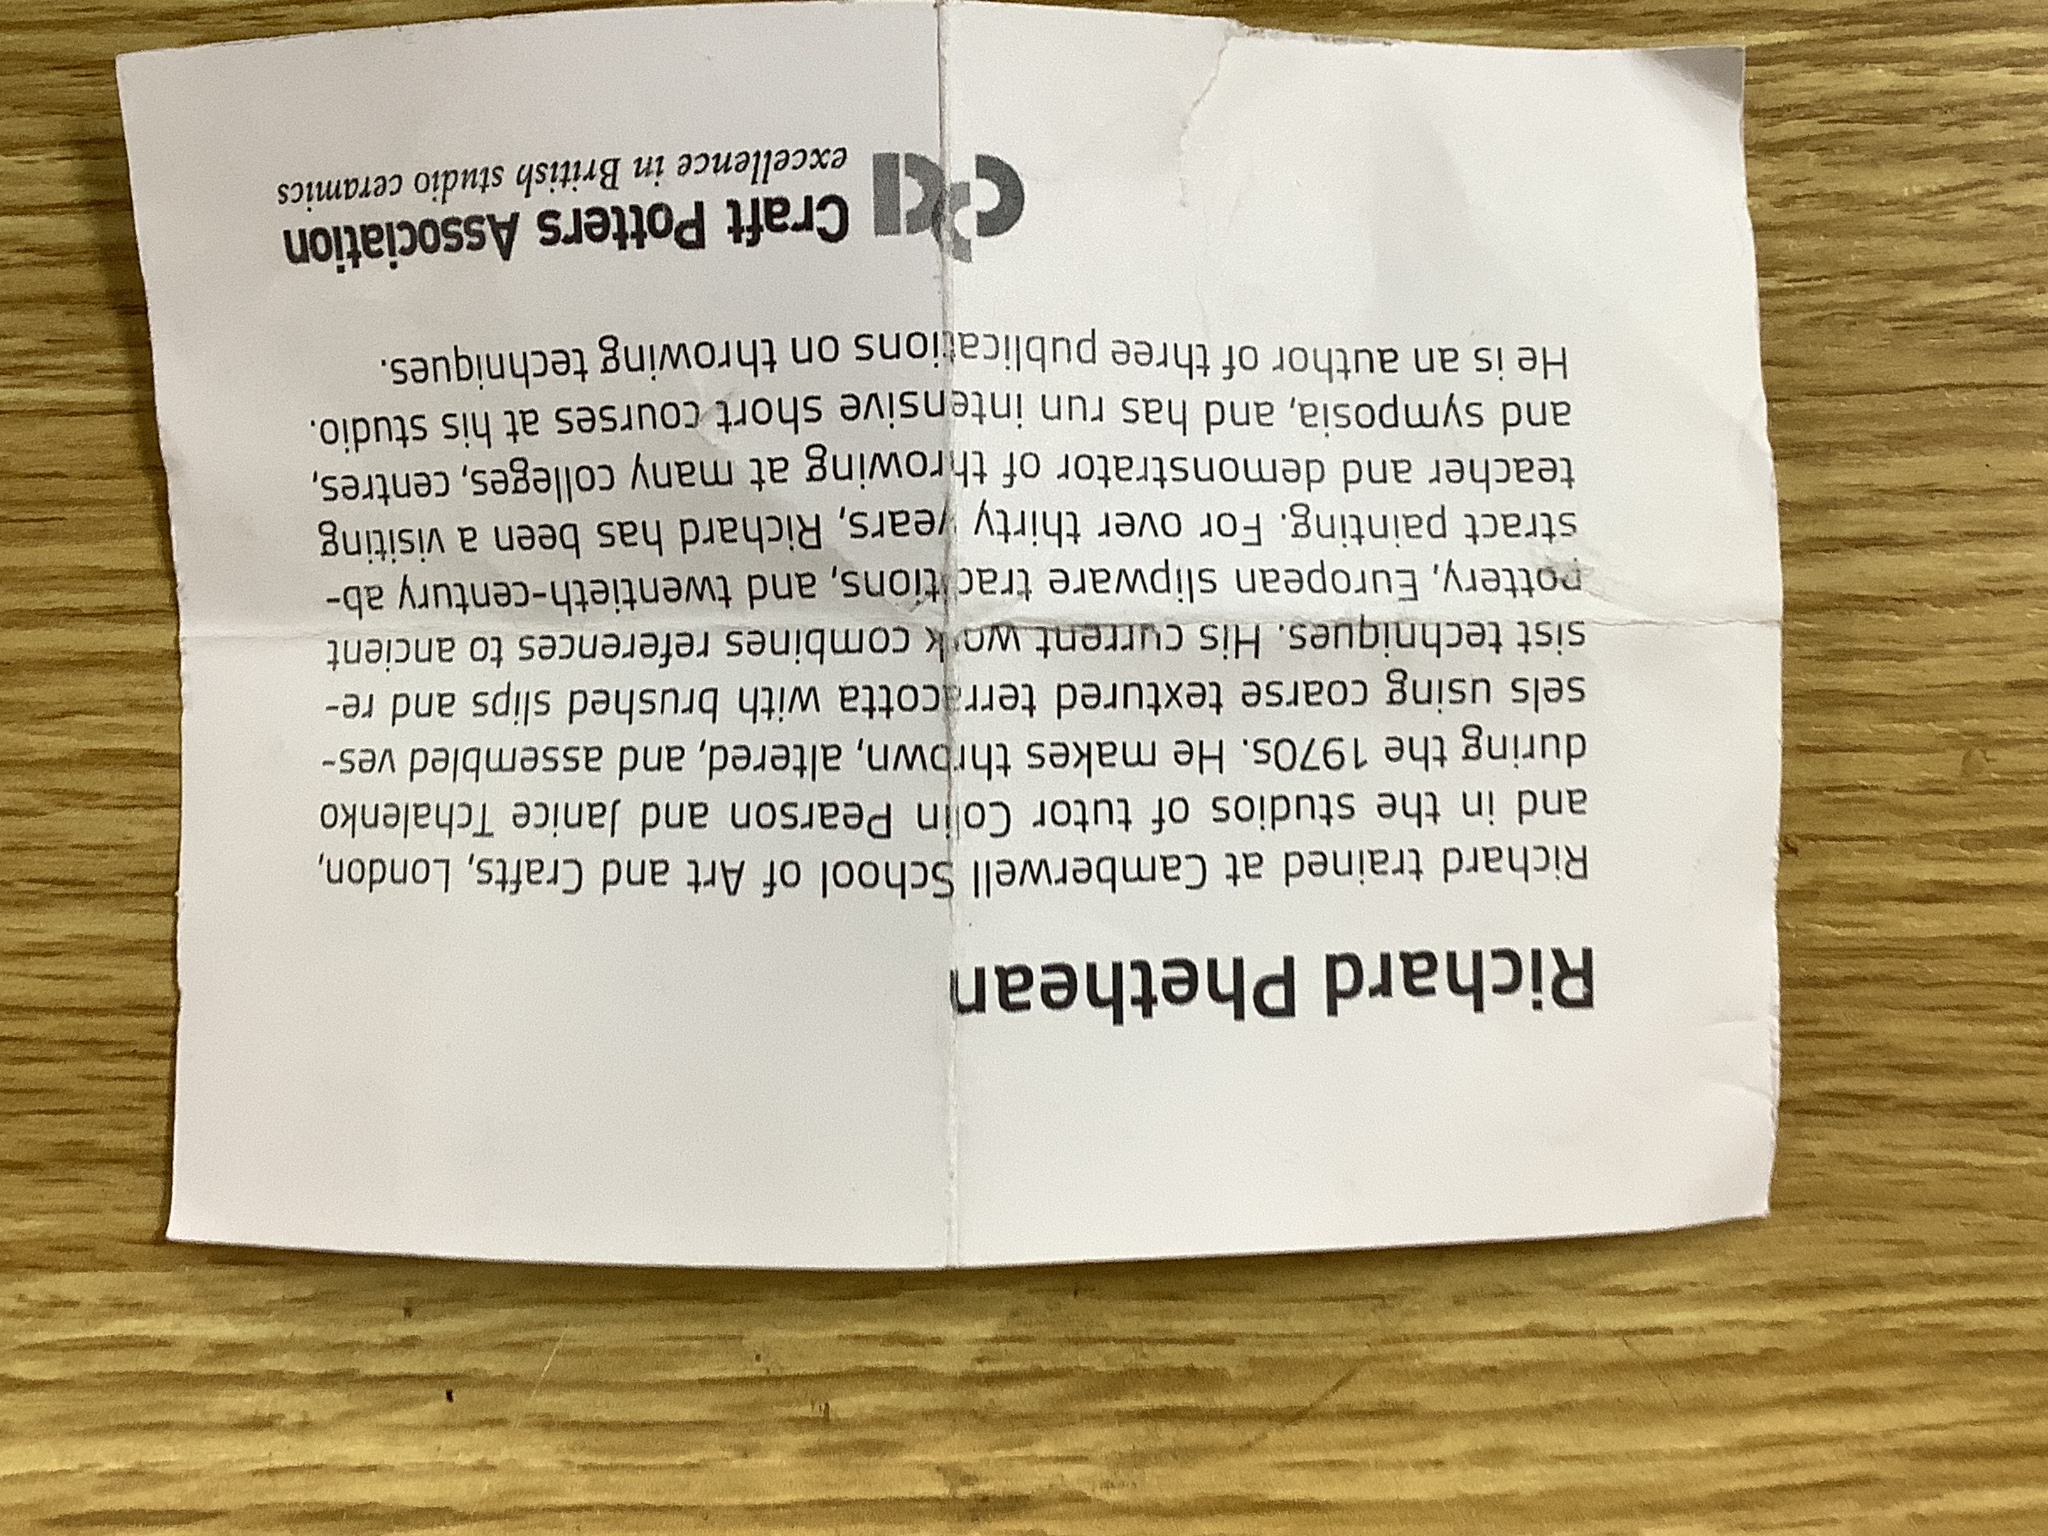 Richard Phethean
Richard trained at Camberwell School of Art and Crafts, London,
and in the studios of tutor Colin Pearson and Janice Tchalenko
during the 1970s. He makes thrown, altered, and assembled ves-
sels using coarse textured terracotta with brushed slips and re-
sist techniques. His current work combines references to ancient
pottery, European slipware traditions, and twentieth-century ab-
stract painting. For over thirty years, Richard has been a visiting
teacher and demonstrator of throwing at many colleges, centres,
and symposia, and has run intensive short courses at his studio.
He is an author of three publications on throwing techniques.
Craft Potters Association
excellence in British studio ceramics